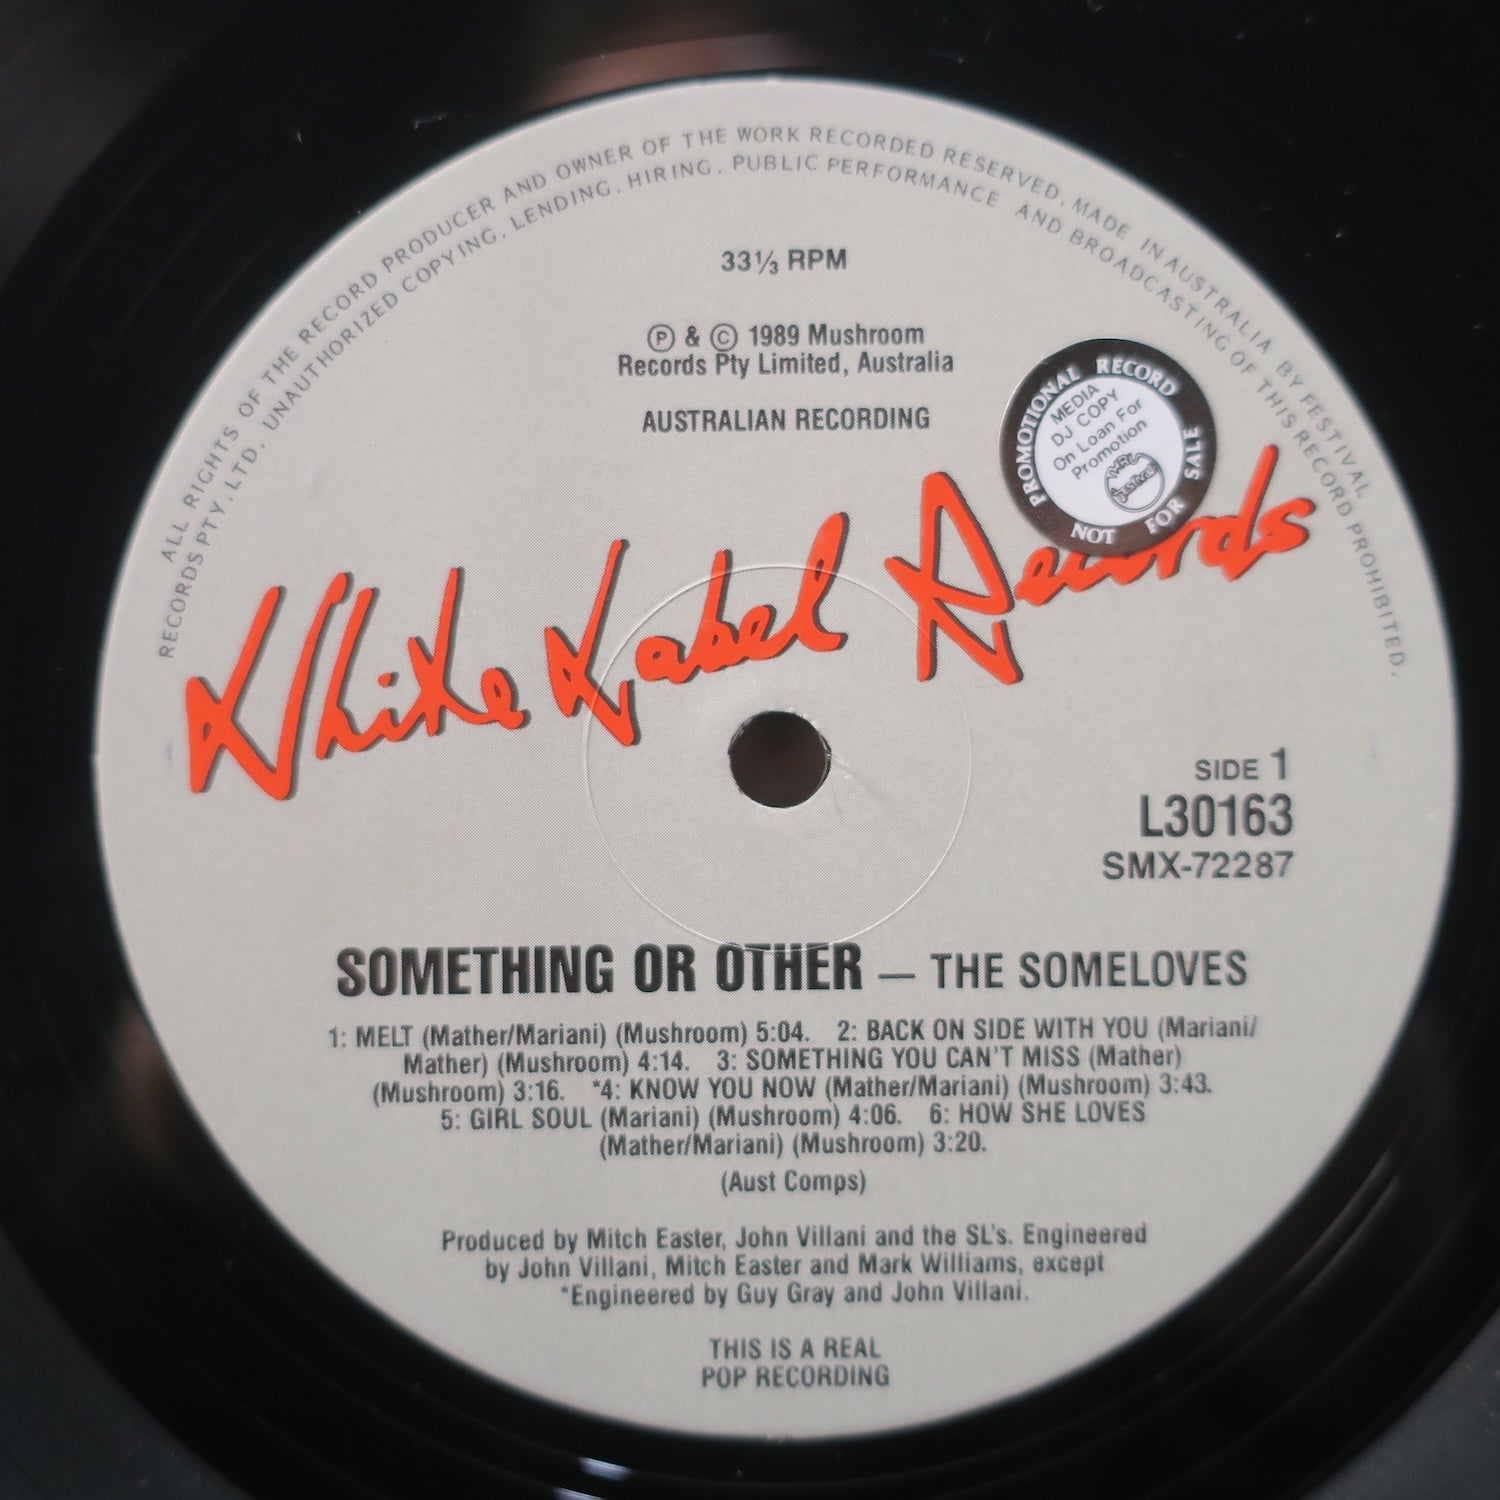 ALL RIGHTS OF THE RECORD PRODUCER AND OWNER OF THE WORK RECORDED RESERVED. MADE IN AUSTRALIA BY FESTIVAL
RECORDS PTY. LTD. UNAUTHORIZED COPYING, LENDING, HIRING, PUBLIC PERFORMANCE AND BROADCASTING OF THIS RECORD PROHIBITED.
33⅓ RPM
Ⓟ & © 1989 Mushroom
Records Pty Limited, Australia
AUSTRALIAN RECORDING
PROMOTIONAL RECORD
MEDIA
DJ COPY
On Loan For
Promotion
MRL
Festival
NOT FOR SALE
White Label Records
SIDE 1
L30163
SMX-72287
SOMETHING OR OTHER — THE SOMELOVES
1: MELT (Mather/Mariani) (Mushroom) 5:04. 2: BACK ON SIDE WITH YOU (Mariani/
Mather) (Mushroom) 4:14. 3: SOMETHING YOU CAN'T MISS (Mather)
(Mushroom) 3:16. *4: KNOW YOU NOW (Mather/Mariani) (Mushroom) 3:43.
5: GIRL SOUL (Mariani) (Mushroom) 4:06. 6: HOW SHE LOVES
(Mather/Mariani) (Mushroom) 3:20.
(Aust Comps)
Produced by Mitch Easter, John Villani and the SL's. Engineered
by John Villani, Mitch Easter and Mark Williams, except
*Engineered by Guy Gray and John Villani.
THIS IS A REAL
POP RECORDING